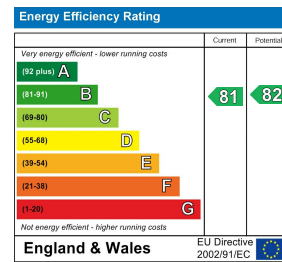 Energy Efficiency Rating
Current Potential
Very energy efficient - lower running costs
(92 plus) A
(81-91) B
81 82
(69-80) C
(55-68) D
(39-54) E
(21-38) F
(1-20) G
Not energy efficient - higher running costs
England & Wales
EU Directive
2002/91/EC